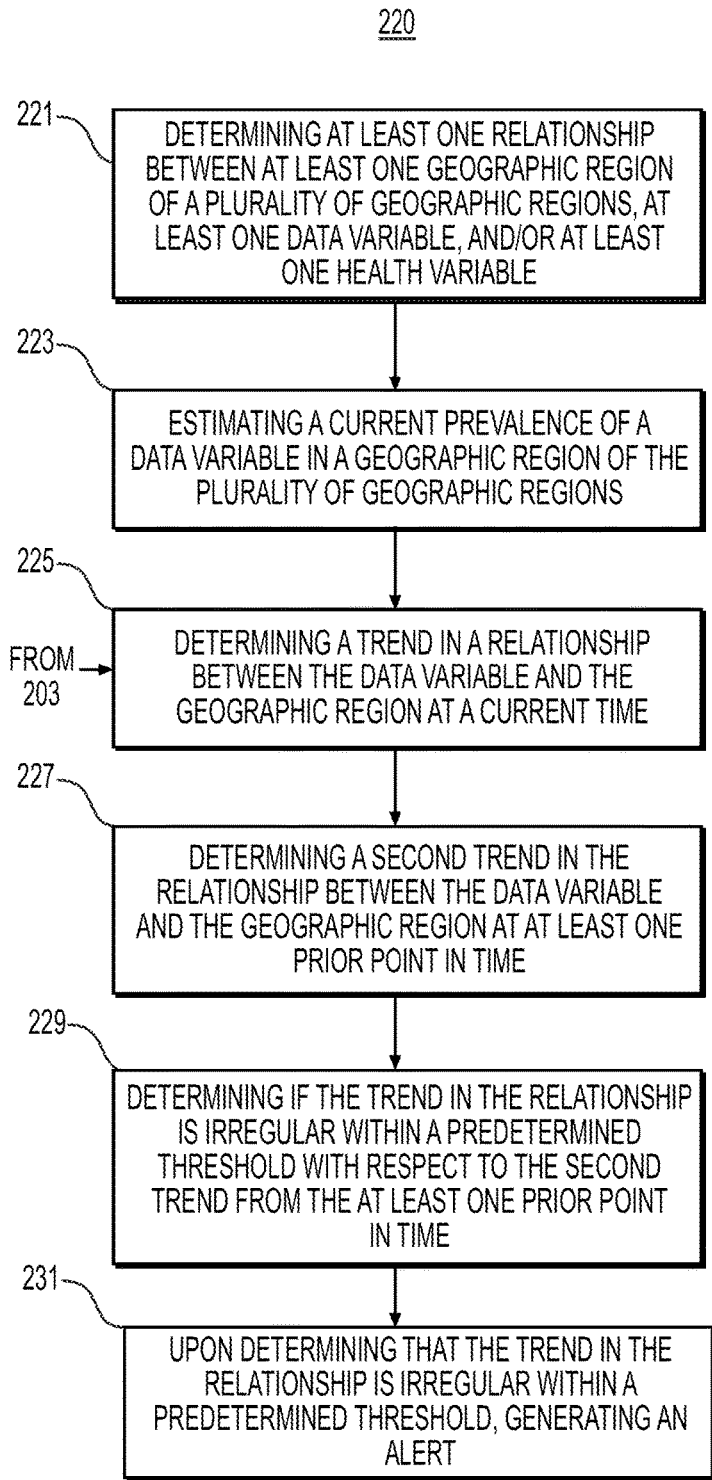 220
221
DETERMINING AT LEAST ONE RELATIONSHIP
BETWEEN AT LEAST ONE GEOGRAPHIC REGION
OF A PLURALITY OF GEOGRAPHIC REGIONS, AT
LEAST ONE DATA VARIABLE, AND/OR AT LEAST
ONE HEALTH VARIABLE
223
ESTIMATING A CURRENT PREVALENCE OF A
DATA VARIABLE IN A GEOGRAPHIC REGION OF THE
PLURALITY OF GEOGRAPHIC REGIONS
225
FROM
203
DETERMINING A TREND IN A RELATIONSHIP
BETWEEN THE DATA VARIABLE AND THE
GEOGRAPHIC REGION AT A CURRENT TIME
227
DETERMINING A SECOND TREND IN THE
RELATIONSHIP BETWEEN THE DATA VARIABLE
AND THE GEOGRAPHIC REGION AT AT LEAST ONE
PRIOR POINT IN TIME
229
DETERMINING IF THE TREND IN THE RELATIONSHIP
IS IRREGULAR WITHIN A PREDETERMINED
THRESHOLD WITH RESPECT TO THE SECOND
TREND FROM THE AT LEAST ONE PRIOR POINT
IN TIME
231
UPON DETERMINING THAT THE TREND IN THE
RELATIONSHIP IS IRREGULAR WITHIN A
PREDETERMINED THRESHOLD, GENERATING AN
ALERT